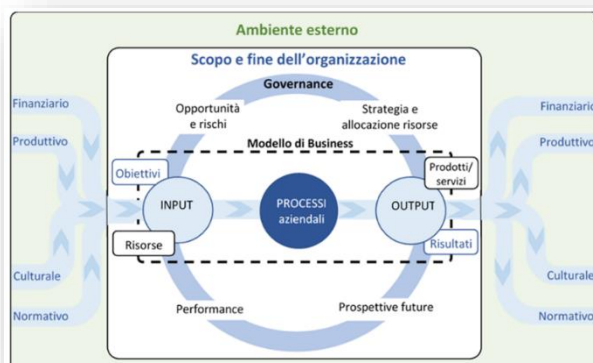 Ambiente esterno
Scopo e fine dell'organizzazione
Governance
Finanziario
Opportunità
e rischi
Strategia e
allocazione risorse
Finanziario
Produttivo
Modello di Business
Produttivo
Obiettivi
Prodotti/
servizi
INPUT
PROCESSI
aziendali
OUTPUT
Risorse
Risultati
Culturale
Culturale
Performance
Prospettive future
Normativo
Normativo